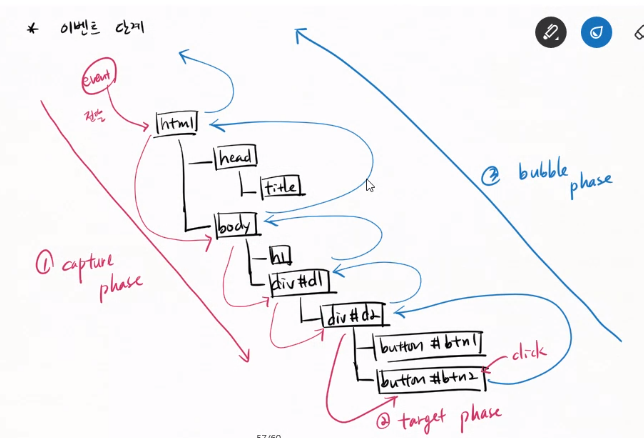 * 이벤트 단계
event
전달
html
head
title
body
h1
div#d1
div#d2
button #btn1
button #btn2
click
① capture
phase
② target phase
③ bubble
phase
57/60